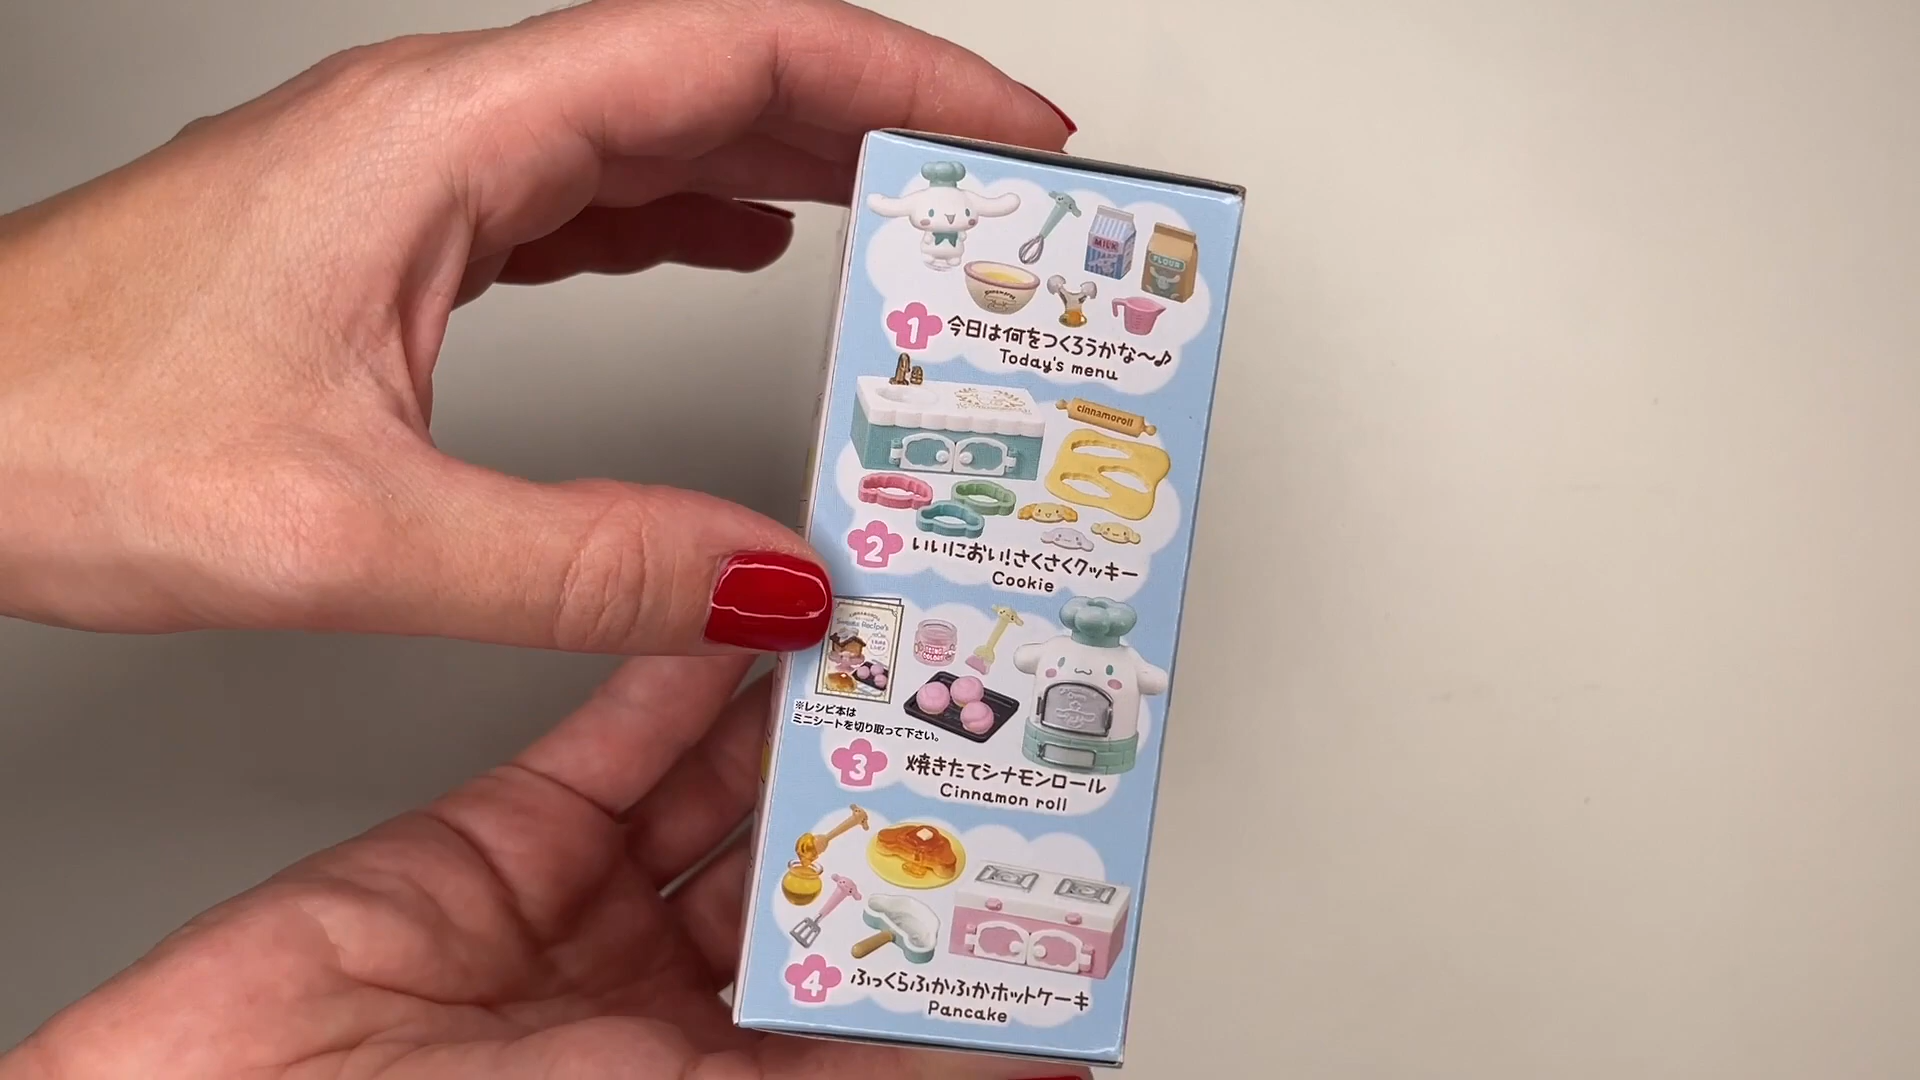 MILK
FLOUR
1 今日は何をつくろうかな〜♪
Today's menu
cinnamoroll
2 いいにおい!さくさくクッキー
Cookie
Sweets Recipe's
※レシピ本は
ミニシートを切り取って下さい。
3 焼きたてシナモンロール
Cinnamon roll
4 ふっくらふかふかホットケーキ
Pancake